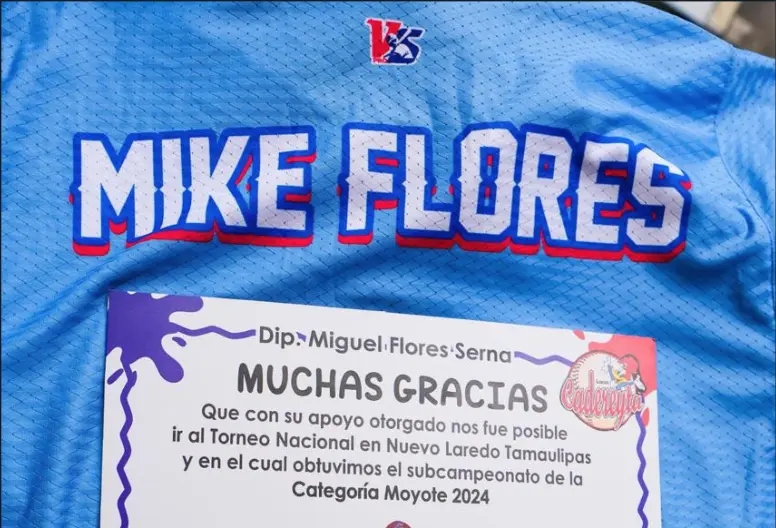 VS
MIKE FLORES
Dip. Miguel Flores Serna
MUCHAS GRACIAS
Cadereyta
Que con su apoyo otorgado nos fue posible
ir al Torneo Nacional en Nuevo Laredo Tamaulipas
y en el cual obtuvimos el subcampeonato de la
Categoría Moyote 2024